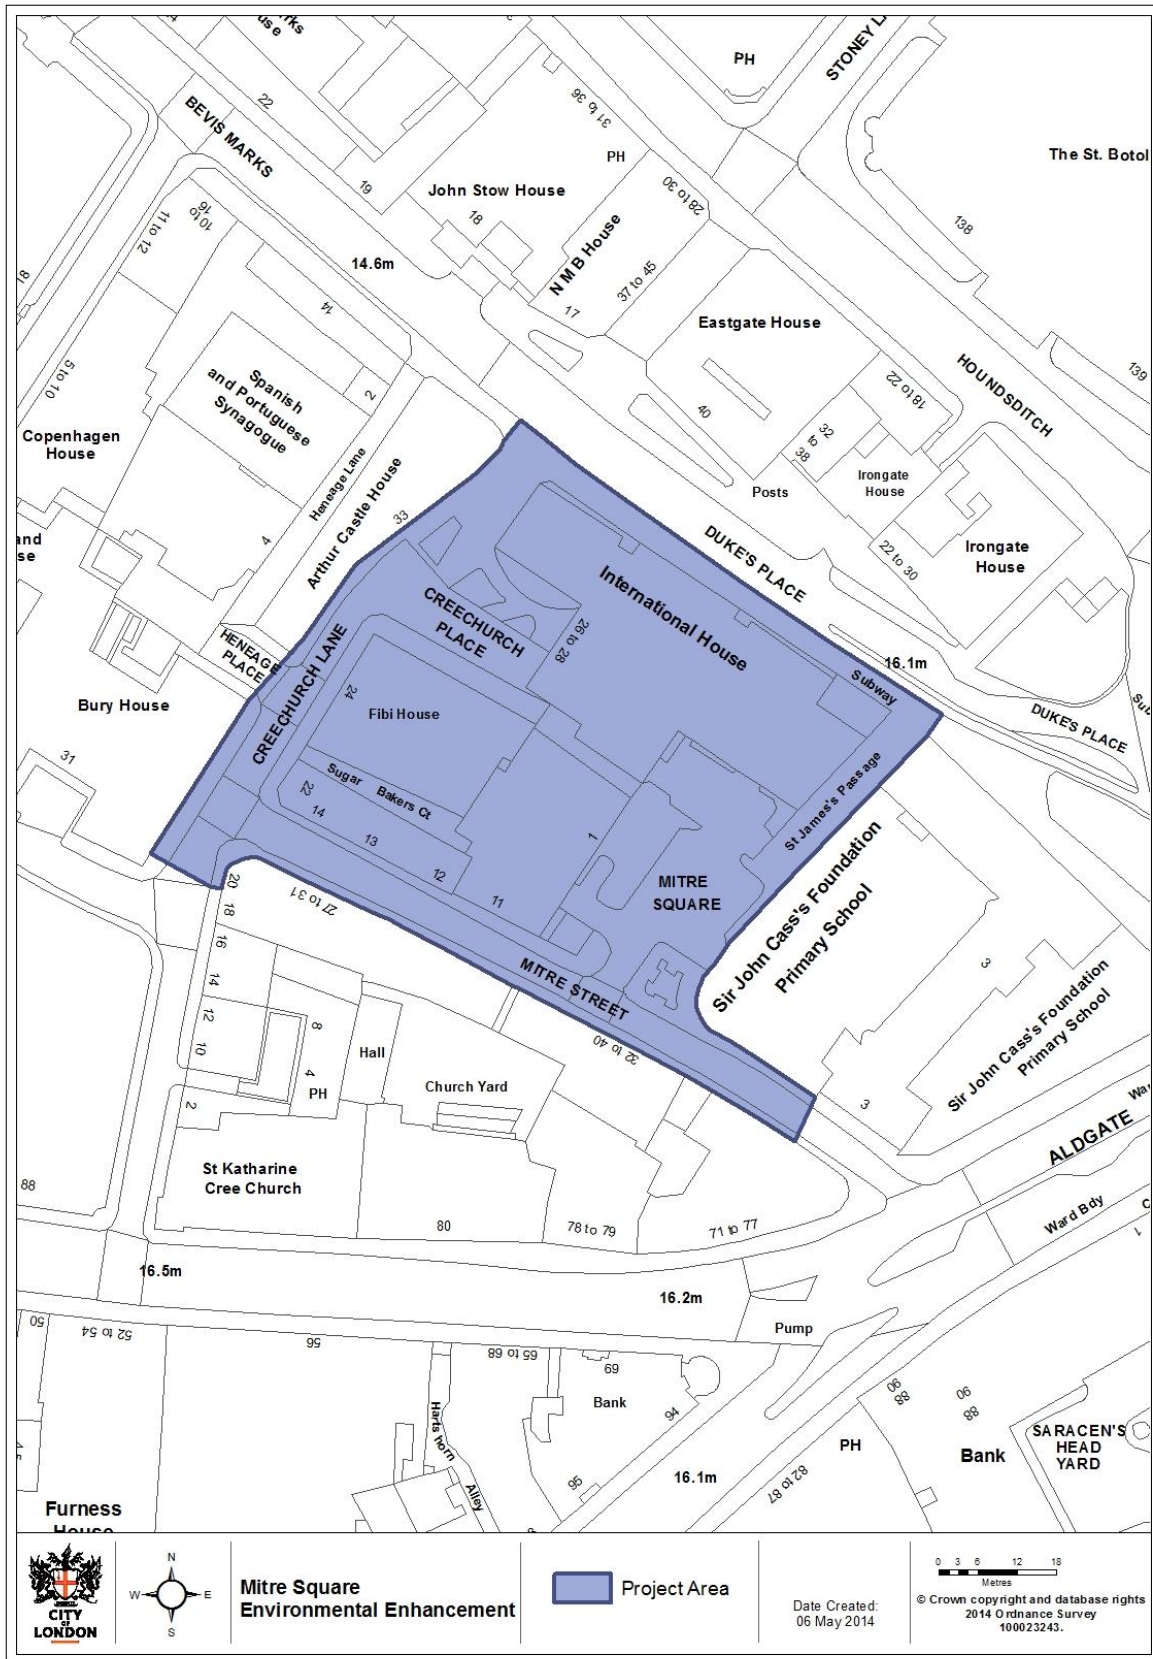 BEVIS MARKS
22
19
31 to 36
PH
PH
STONEY L
The St. Botol
138
139
John Stow House
18
28 to 30
N M B House
37 to 45
17
14.6m
11 to 12
10 to
16
14
2
81
5 to 10
Spanish
and Portuguese
Synagogue
Copenhagen
House
4
Heneage Lane
Arthur Castle House
33
Eastgate House
HOUNDSDITCH
18 to 22
40
32
to
38
Posts
Irongate
House
22 to 30
Irongate
House
DUKE'S PLACE
International House
CREECHURCH
PLACE
26 to 28
16.1m
Subway
DUKE'S PLACE
HENEAGE
PLACE
CREECHURCH LANE
24
Fibi House
Bury House
31
Sugar Bakers Ct
22
14
13
12
11
1
St James's Passage
MITRE
SQUARE
Sir John Cass's Foundation
Primary School
3
Sir John Cass's Foundation
Primary School
3
20
18
16
14
12
10
2
27 to 31
MITRE STREET
32 to 40
8
4
PH
Hall
Church Yard
St Katharine
Cree Church
88
80
78 to 79
71 to 77
ALDGATE
Ward Bdy
1
16.5m
16.2m
Pump
50
52 to 54
56
65 to 68
69
Bank
94
95
Harts horn
Alley
16.1m
82 to 87
PH
90
88
90
88
Bank
SARACEN'S
HEAD
YARD
Furness
House
CITY
OF
LONDON
N
W E
S
Mitre Square
Environmental Enhancement
Project Area
Date Created:
06 May 2014
0 3 6 12 18
Metres
© Crown copyright and database rights
2014 Ordnance Survey
100023243.